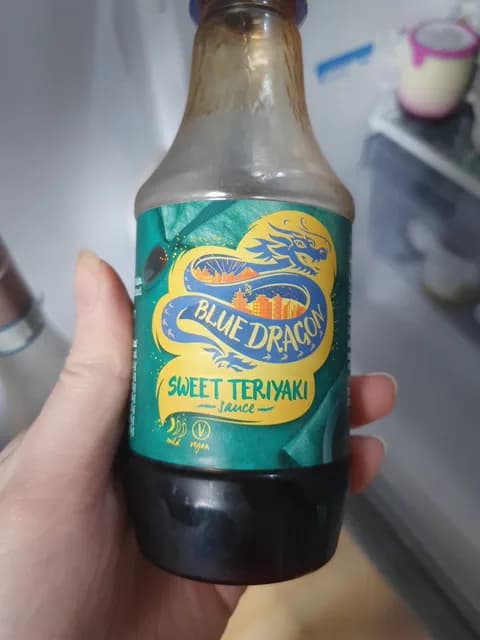 BLUE DRAGON
SWEET TERIYAKI
sauce
mild
V
vegan